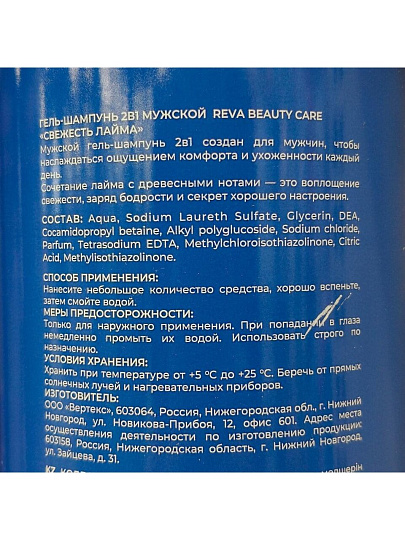 ГЕЛЬ-ШАМПУНЬ 2В1 МУЖСКОЙ REVA BEAUTY CARE
«СВЕЖЕСТЬ ЛАЙМА»
Мужской гель-шампунь 2в1 создан для мужчин, чтобы
наслаждаться ощущением комфорта и ухоженности каждый
день.
Сочетание лайма с древесными нотами — это воплощение
свежести, заряд бодрости и секрет хорошего настроения.
СОСТАВ: Aqua, Sodium Laureth Sulfate, Glycerin, DEA,
Cocamidopropyl betaine, Alkyl polyglucoside, Sodium chloride,
Parfum, Tetrasodium EDTA, Methylchloroisothiazolinone, Citric
Acid, Methylisothiazolinone.
СПОСОБ ПРИМЕНЕНИЯ:
Нанесите небольшое количество средства, хорошо вспеньте,
затем смойте водой.
МЕРЫ ПРЕДОСТОРОЖНОСТИ:
Только для наружного применения. При попадании в глаза
немедленно промыть их водой. Использовать строго по
назначению.
УСЛОВИЯ ХРАНЕНИЯ:
Хранить при температуре от +5 °С до +25 °С. Беречь от прямых
солнечных лучей и нагревательных приборов.
ИЗГОТОВИТЕЛЬ:
ООО «Вертекс», 603064, Россия, Нижегородская обл., г. Нижний
Новгород, ул. Новикова-Прибоя, 12, офис 601. Адрес места
осуществления деятельности по изготовлению продукции:
603158, Россия, Нижегородская область, г. Нижний Новгород,
ул. Зайцева, д. 31.
KZ